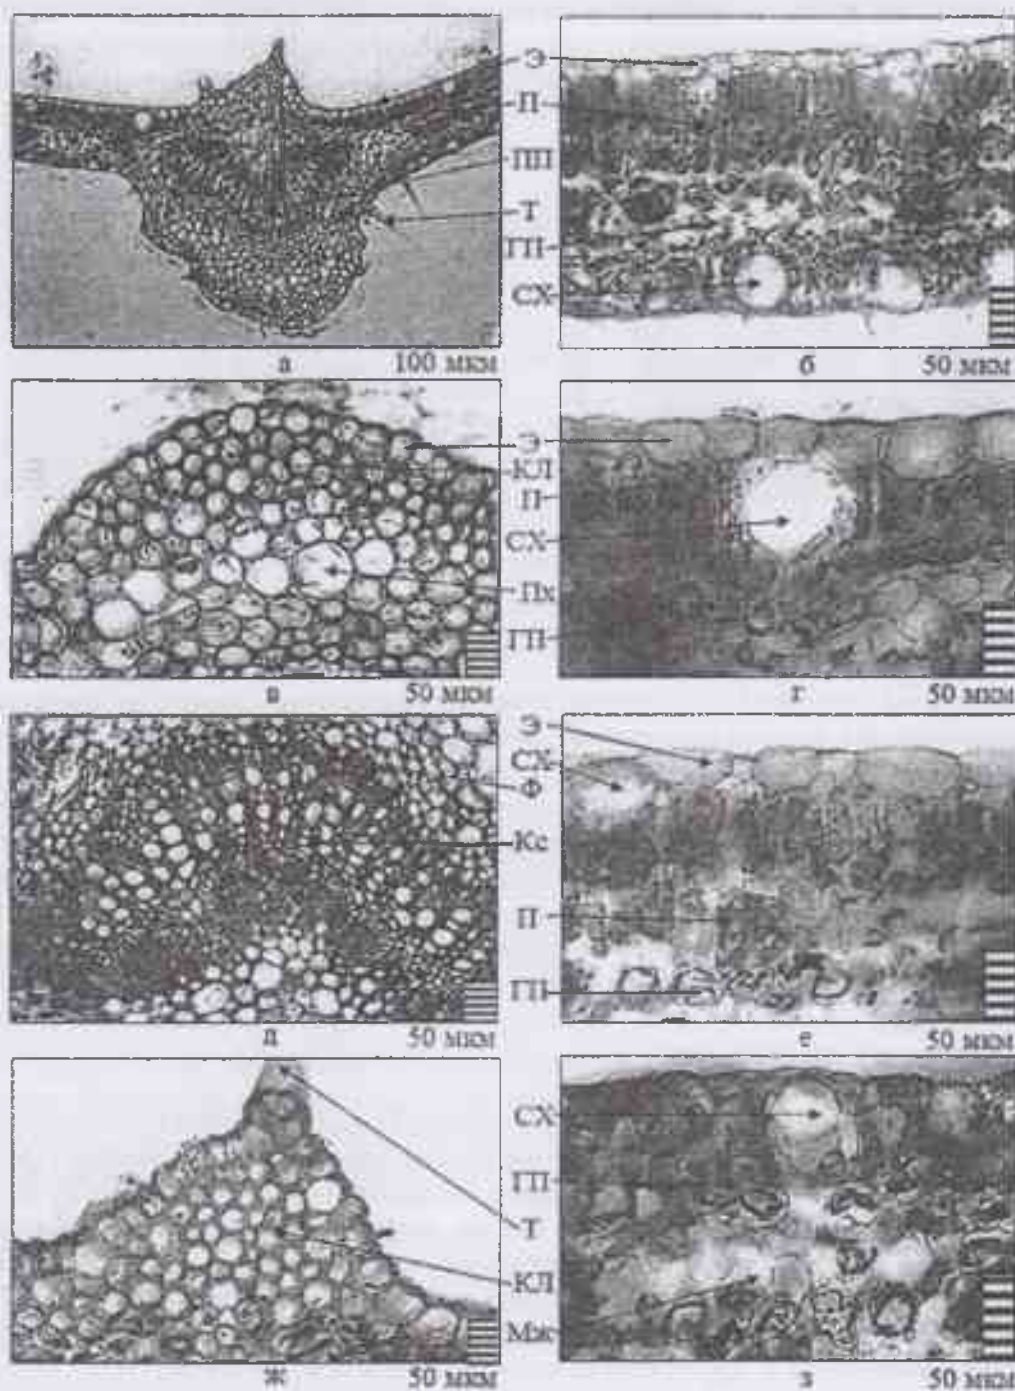 Э
П
ПП
Т
ГП
СХ
а 100 мкм
б 50 мкм
Э
КЛ
П
СХ
Пх
ГП
в 50 мкм
г 50 мкм
Э
СХ
Ф
Кс
П
ГП
д 50 мкм
е 50 мкм
СХ
ГП
Т
КЛ
Мж
ж 50 мкм
з 50 мкм